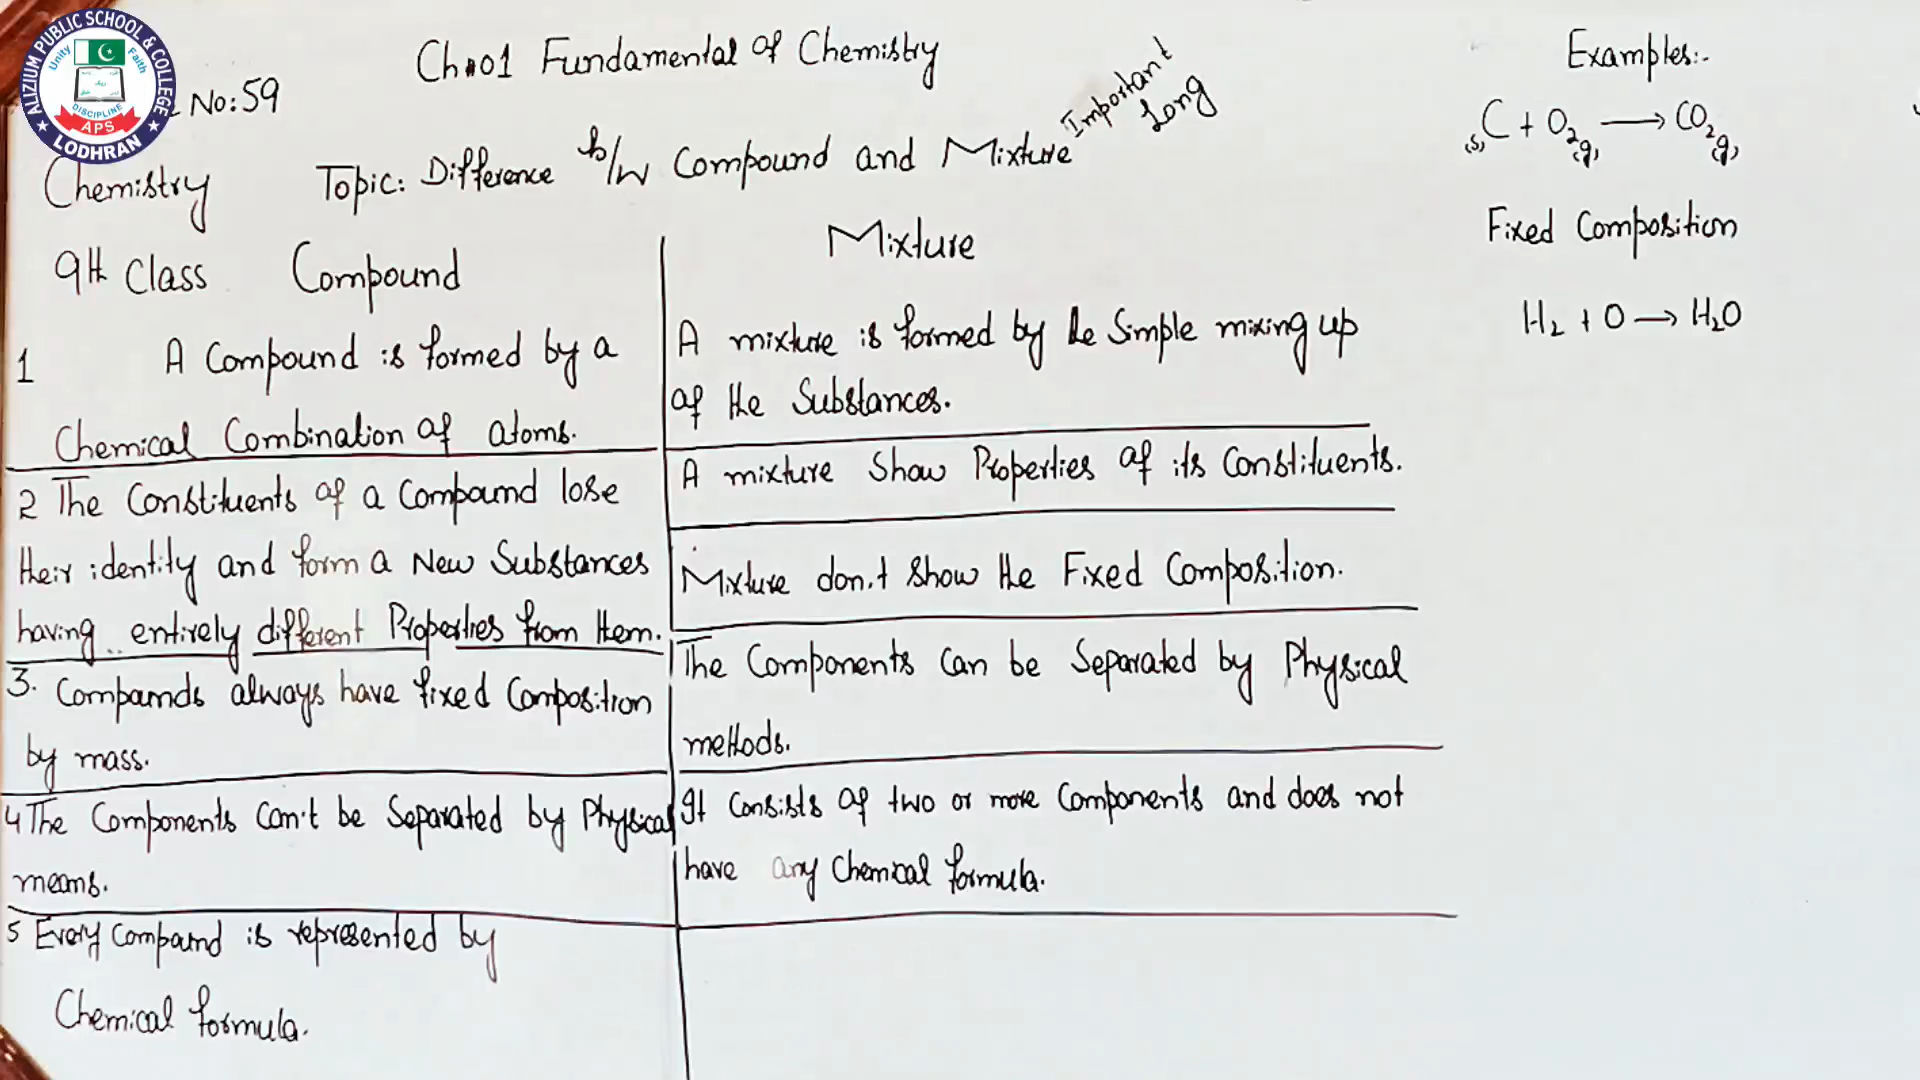 ALIZIUM PUBLIC SCHOOL & COLLEGE
Unity
Faith
DISCIPLINE
APS
LODHRAN
No:59
Ch.01 Fundamental of Chemistry
Important
Long
Chemistry
Topic: Difference b/w Compound and Mixture
9th Class
Compound
1 A Compound is formed by a
Chemical Combination of atoms.
2 The Constituents of a Compound lose
their identity and form a New Substances
having entirely different Properties from them.
3. Compounds always have fixed Composition
by mass.
4 The Components can't be Separated by Physical
means.
5 Every Compound is represented by
Chemical formula.
Mixture
A mixture is formed by the Simple mixing up
of the Substances.
A mixture Show Properties of its Constituents.
Mixture don,t show the Fixed Composition.
The Components Can be Separated by Physical
methods.
It Consists of two or more Components and does not
have any Chemical formula.
Examples:-
(s)C + O2(g) → CO2(g)
Fixed Composition
H2 + O → H2O